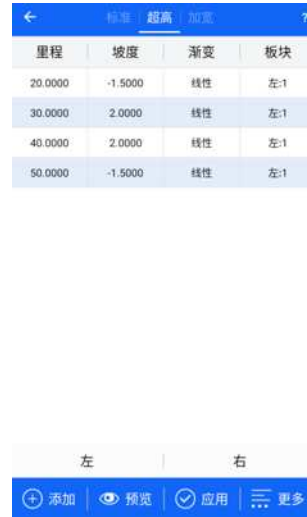 标准 超高 加宽 ?
里程 坡度 渐变 板块
20.0000 -1.5000 线性 左:1
30.0000 2.0000 线性 左:1
40.0000 2.0000 线性 左:1
50.0000 -1.5000 线性 左:1
左 右
添加 预览 应用 更多